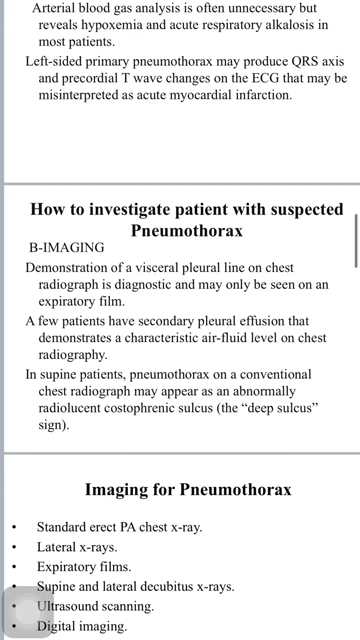 Arterial blood gas analysis is often unnecessary but
reveals hypoxemia and acute respiratory alkalosis in
most patients.
Left-sided primary pneumothorax may produce QRS axis
and precordial T wave changes on the ECG that may be
misinterpreted as acute myocardial infarction.
How to investigate patient with suspected
Pneumothorax
B-IMAGING
Demonstration of a visceral pleural line on chest
radiograph is diagnostic and may only be seen on an
expiratory film.
A few patients have secondary pleural effusion that
demonstrates a characteristic air-fluid level on chest
radiography.
In supine patients, pneumothorax on a conventional
chest radiograph may appear as an abnormally
radiolucent costophrenic sulcus (the “deep sulcus”
sign).
Imaging for Pneumothorax
• Standard erect PA chest x-ray.
• Lateral x-rays.
• Expiratory films.
• Supine and lateral decubitus x-rays.
• Ultrasound scanning.
• Digital imaging.